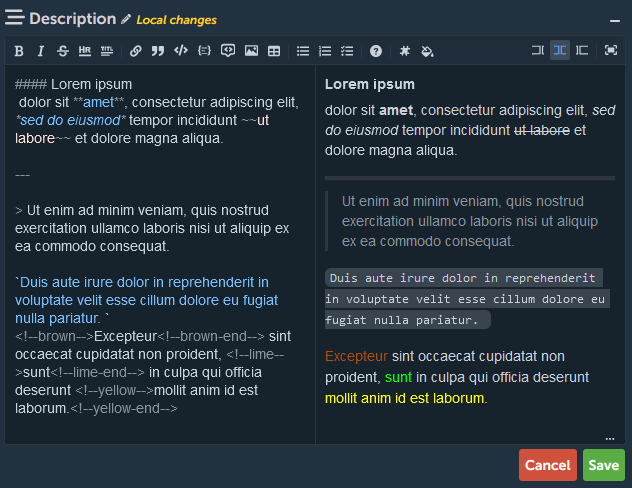 Description Local changes
B I S HR T/TL
#### Lorem ipsum
dolor sit **amet**, consectetur adipiscing elit,
*sed do eiusmod* tempor incididunt ~~ut
labore~~ et dolore magna aliqua.
---
> Ut enim ad minim veniam, quis nostrud
exercitation ullamco laboris nisi ut aliquip ex
ea commodo consequat.
`Duis aute irure dolor in reprehenderit in
voluptate velit esse cillum dolore eu fugiat
nulla pariatur. `
<!--brown-->Excepteur<!--brown-end--> sint
occaecat cupidatat non proident, <!--lime--
>sunt<!--lime-end--> in culpa qui officia
deserunt <!--yellow-->mollit anim id est
laborum.<!--yellow-end-->
Lorem ipsum
dolor sit amet, consectetur adipiscing elit, sed
do eiusmod tempor incididunt ut labore et
dolore magna aliqua.
Ut enim ad minim veniam, quis nostrud
exercitation ullamco laboris nisi ut aliquip
ex ea commodo consequat.
Duis aute irure dolor in reprehenderit
in voluptate velit esse cillum dolore eu
fugiat nulla pariatur.
Excepteur sint occaecat cupidatat non
proident, sunt in culpa qui officia deserunt
mollit anim id est laborum.
...
Cancel Save